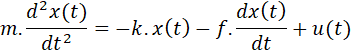 m. d²x(t)/dt² = −k. x(t) − f. dx(t)/dt + u(t)